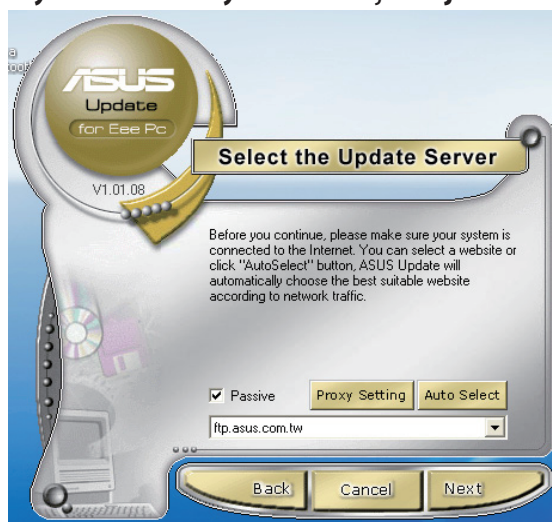 ASUS
Update
for Eee Pc
V1.01.08
Select the Update Server
Before you continue, please make sure your system is
connected to the Internet. You can select a website or
click "AutoSelect" button, ASUS Update will
automatically choose the best suitable website
according to network traffic.
Passive
Proxy Setting
Auto Select
ftp.asus.com.tw
Back
Cancel
Next